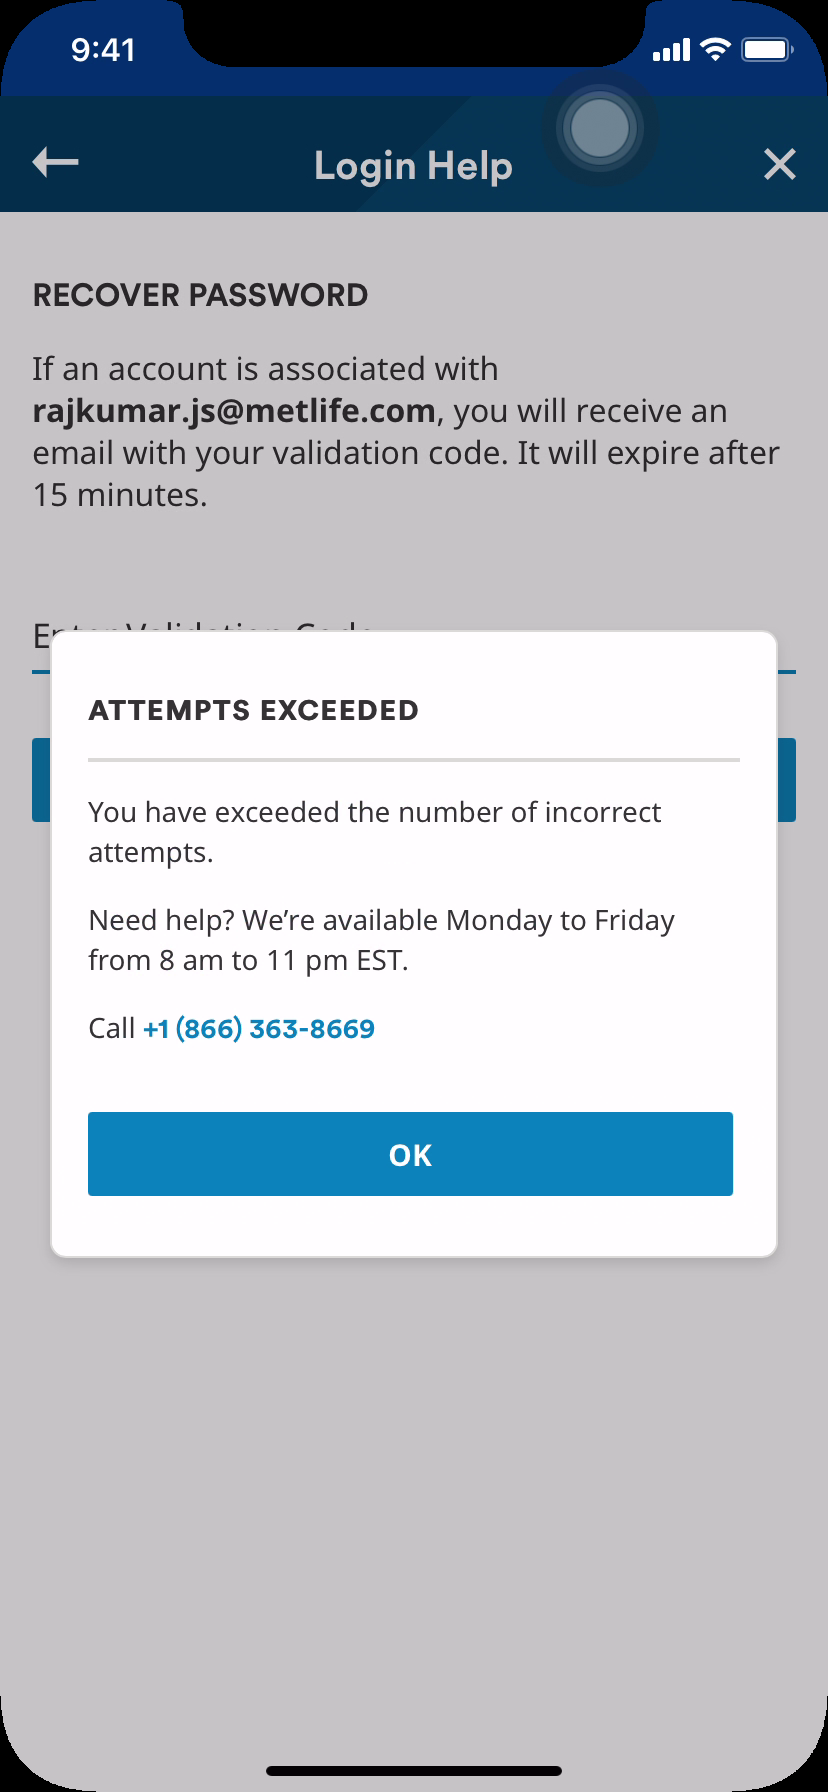 9:41
Login Help
RECOVER PASSWORD
If an account is associated with
rajkumar.js@metlife.com, you will receive an
email with your validation code. It will expire after
15 minutes.
Enter Validation Code
ATTEMPTS EXCEEDED
You have exceeded the number of incorrect
attempts.
Need help? We’re available Monday to Friday
from 8 am to 11 pm EST.
Call +1 (866) 363-8669
OK